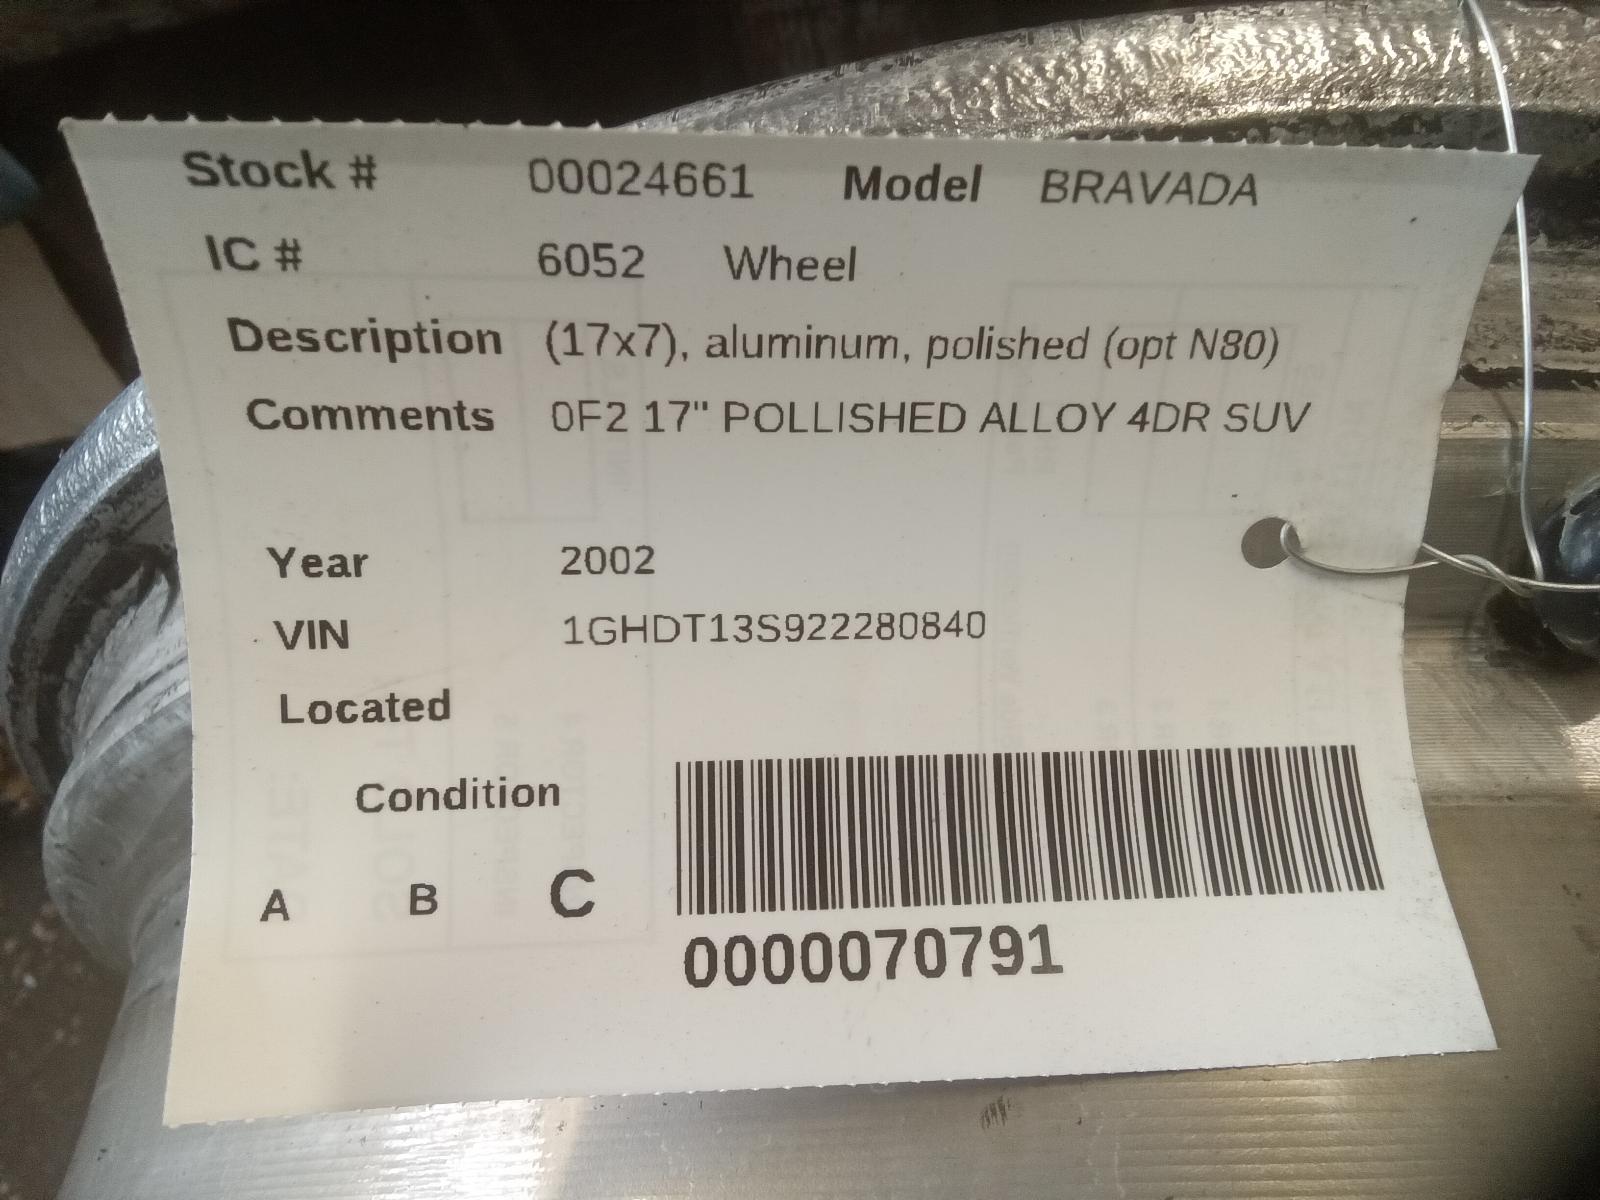 Stock # 00024661 Model BRAVADA
IC # 6052 Wheel
Description (17x7), aluminum, polished (opt N80)
Comments 0F2 17" POLLISHED ALLOY 4DR SUV
Year 2002
VIN 1GHDT13S922280840
Located
Condition
A B C
0000070791